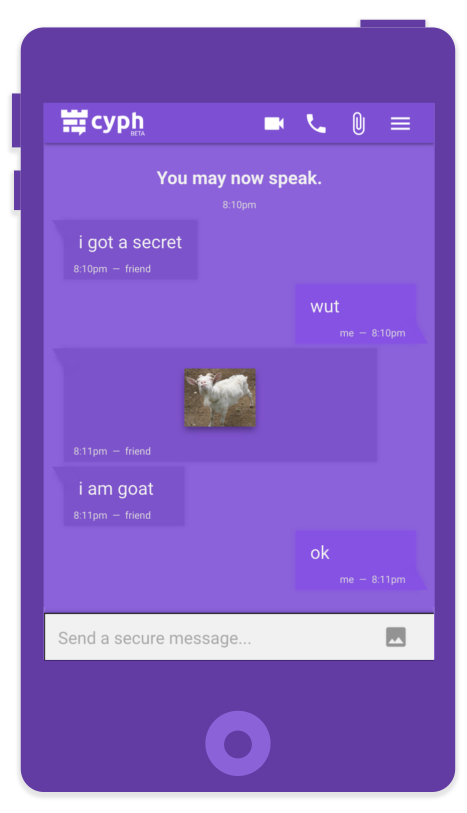 cyph
BETA
You may now speak.
8:10pm
i got a secret
8:10pm — friend
wut
me — 8:10pm
8:11pm — friend
i am goat
8:11pm — friend
ok
me — 8:11pm
Send a secure message...